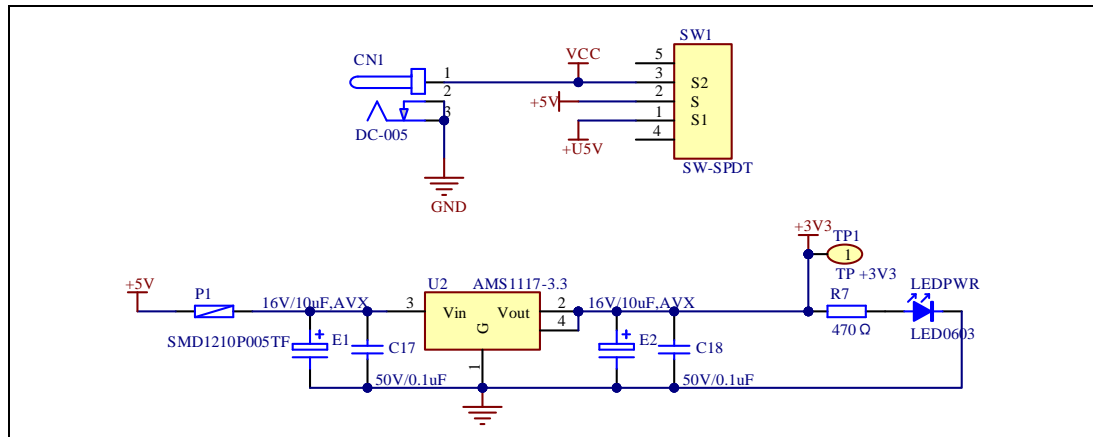 SW1
VCC
CN1
5
1
3
S2
2
2
S
+5V
3
1
S1
DC-005
4
+U5V
SW-SPDT
GND
+3V3
TP1
1
+5V
P1
U2
AMS1117-3.3
TP +3V3
LEDPWR
R7
16V/10uF,AVX
3
2
16V/10uF,AVX
Vin
Vout
4
G
SMD1210P005TF
E1
C17
E2
C18
470Ω
LED0603
1
50V/0.1uF
50V/0.1uF